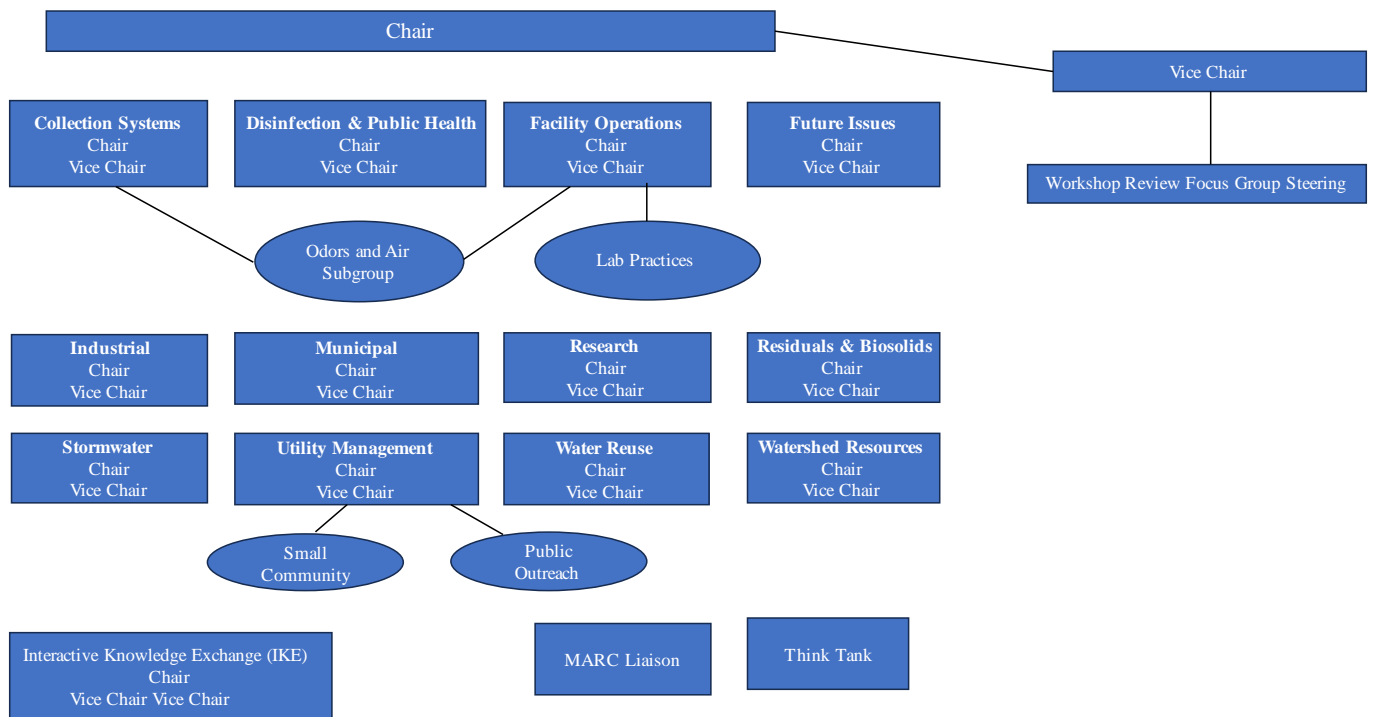 Chair
Vice Chair
Collection Systems
Chair
Vice Chair
Disinfection & Public Health
Chair
Vice Chair
Facility Operations
Chair
Vice Chair
Future Issues
Chair
Vice Chair
Workshop Review Focus Group Steering
Odors and Air
Subgroup
Lab Practices
Industrial
Chair
Vice Chair
Municipal
Chair
Vice Chair
Research
Chair
Vice Chair
Residuals & Biosolids
Chair
Vice Chair
Stormwater
Chair
Vice Chair
Utility Management
Chair
Vice Chair
Water Reuse
Chair
Vice Chair
Watershed Resources
Chair
Vice Chair
Small
Community
Public
Outreach
Interactive Knowledge Exchange (IKE)
Chair
Vice Chair Vice Chair
MARC Liaison
Think Tank